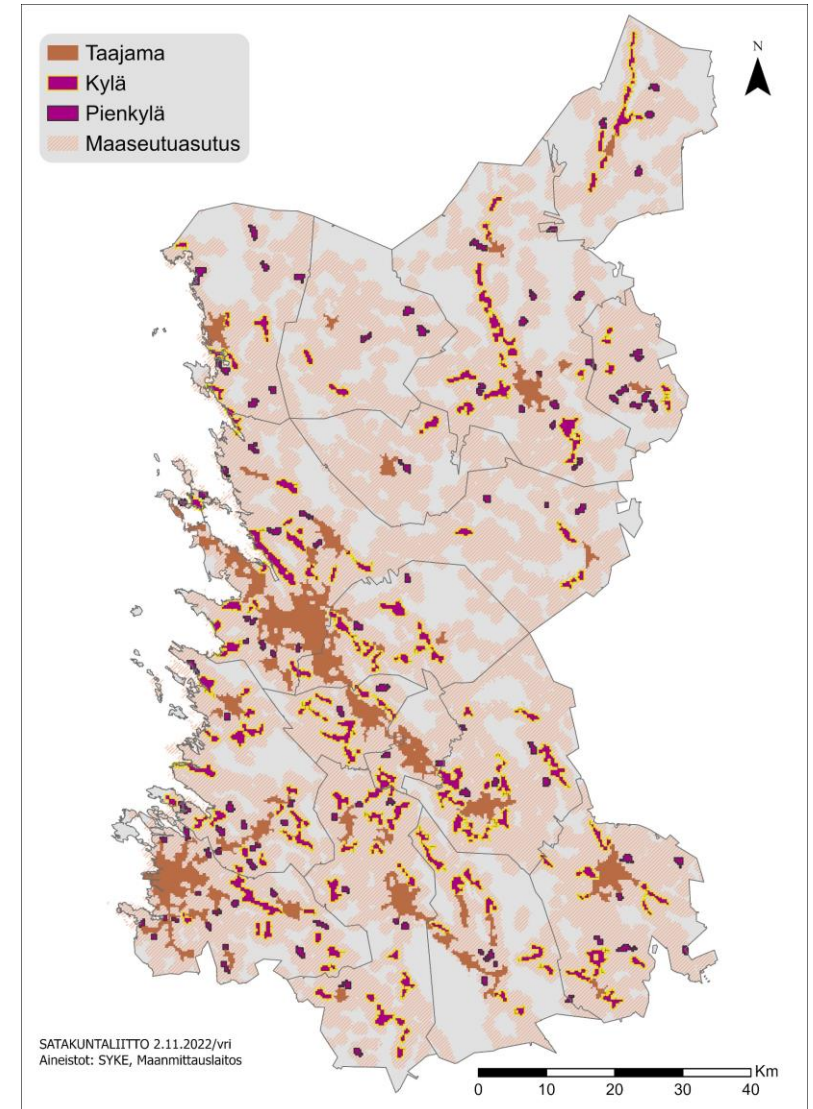 Taajama
Kylä
Pienkylä
Maaseutuasutus
N
SATAKUNTALIITTO 2.11.2022/vri
Aineistot: SYKE, Maanmittauslaitos
Km
0 10 20 30 40